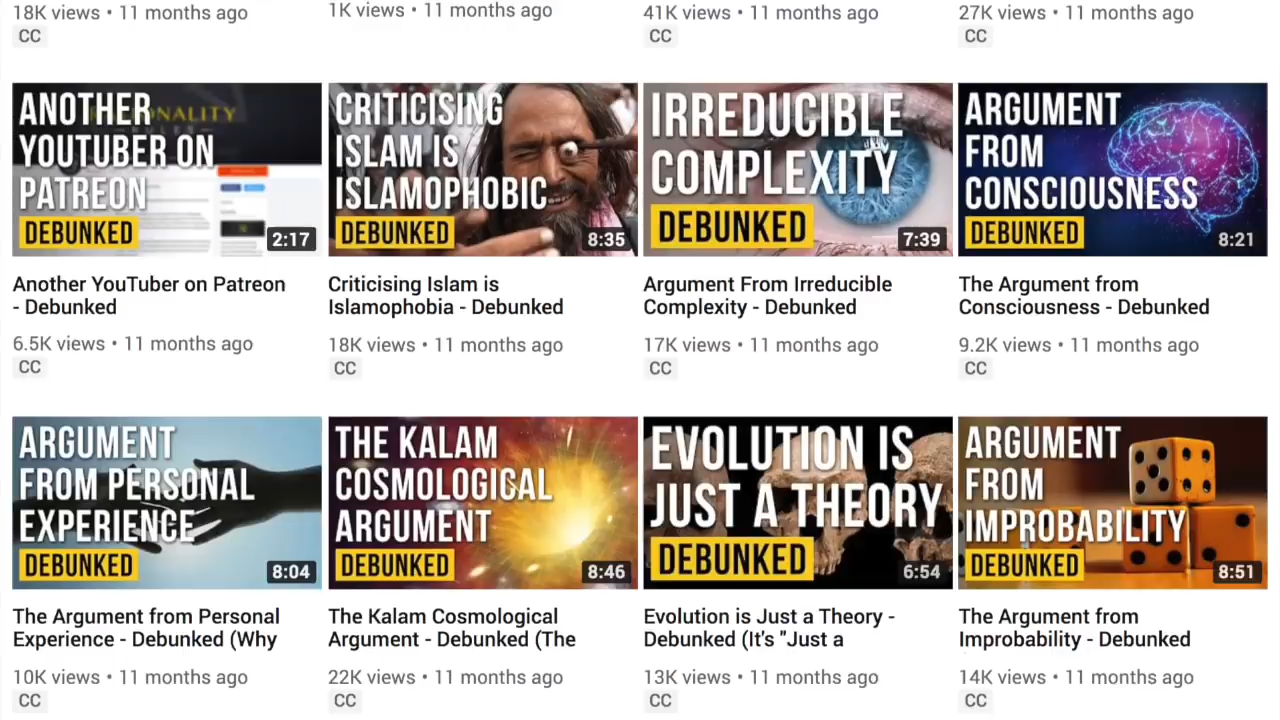 18K views • 11 months ago
1K views • 11 months ago
41K views • 11 months ago
27K views • 11 months ago
CC
CC
CC
ANOTHER
YOUTUBER ON
PATREON
DEBUNKED
2:17
CRITICISING
ISLAM IS
ISLAMOPHOBIC
DEBUNKED
8:35
IRREDUCIBLE
COMPLEXITY
DEBUNKED
7:39
ARGUMENT
FROM
CONSCIOUSNESS
DEBUNKED
8:21
Another YouTuber on Patreon
- Debunked
6.5K views • 11 months ago
CC
Criticising Islam is
Islamophobia - Debunked
18K views • 11 months ago
CC
Argument From Irreducible
Complexity - Debunked
17K views • 11 months ago
CC
The Argument from
Consciousness - Debunked
9.2K views • 11 months ago
CC
ARGUMENT
FROM PERSONAL
EXPERIENCE
DEBUNKED
8:04
THE KALAM
COSMOLOGICAL
ARGUMENT
DEBUNKED
8:46
EVOLUTION IS
JUST A THEORY
DEBUNKED
6:54
ARGUMENT
FROM
IMPROBABILITY
DEBUNKED
8:51
The Argument from Personal
Experience - Debunked (Why
10K views • 11 months ago
CC
The Kalam Cosmological
Argument - Debunked (The
22K views • 11 months ago
CC
Evolution is Just a Theory -
Debunked (It's "Just a
13K views • 11 months ago
CC
The Argument from
Improbability - Debunked
14K views • 11 months ago
CC